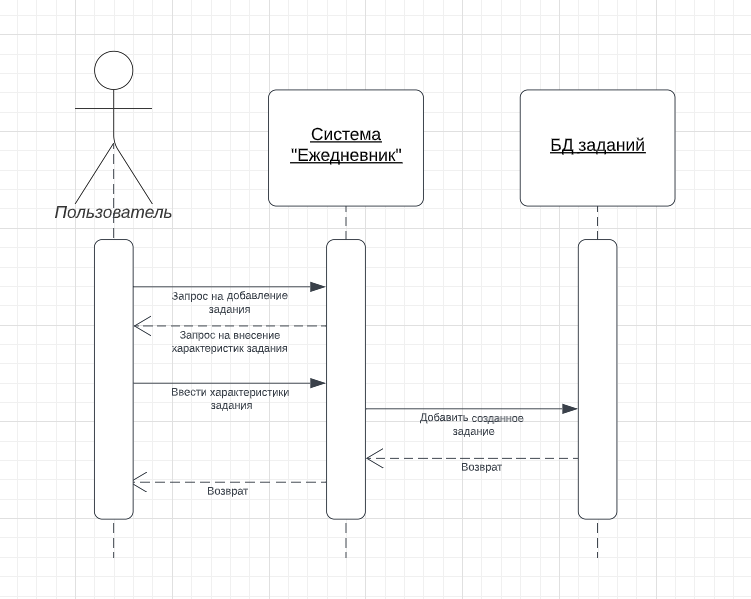 Система
"Ежедневник"
БД заданий
Пользователь
Запрос на добавление
задания
Запрос на внесение
характеристик задания
Ввести характеристики
задания
Добавить созданное
задание
Возврат
Возврат